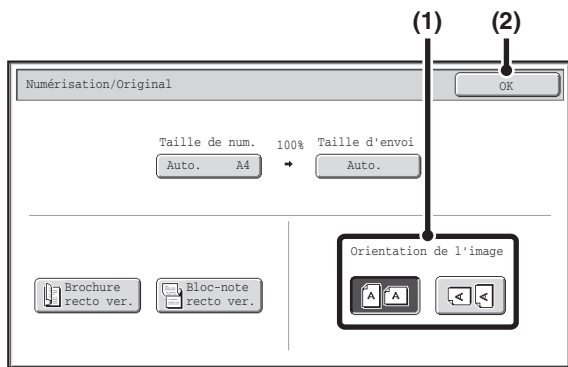 (1) (2)
Numérisation/Original OK
Taille de num. 100% Taille d'envoi
Auto. A4 Auto.
Orientation de l'image
Brochure
recto ver.
Bloc-note
recto ver.
A A A A